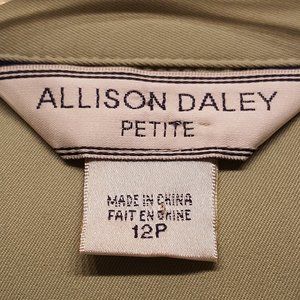 ALLISON DALEY
PETITE
MADE IN CHINA
FAIT EN CHINE
12P